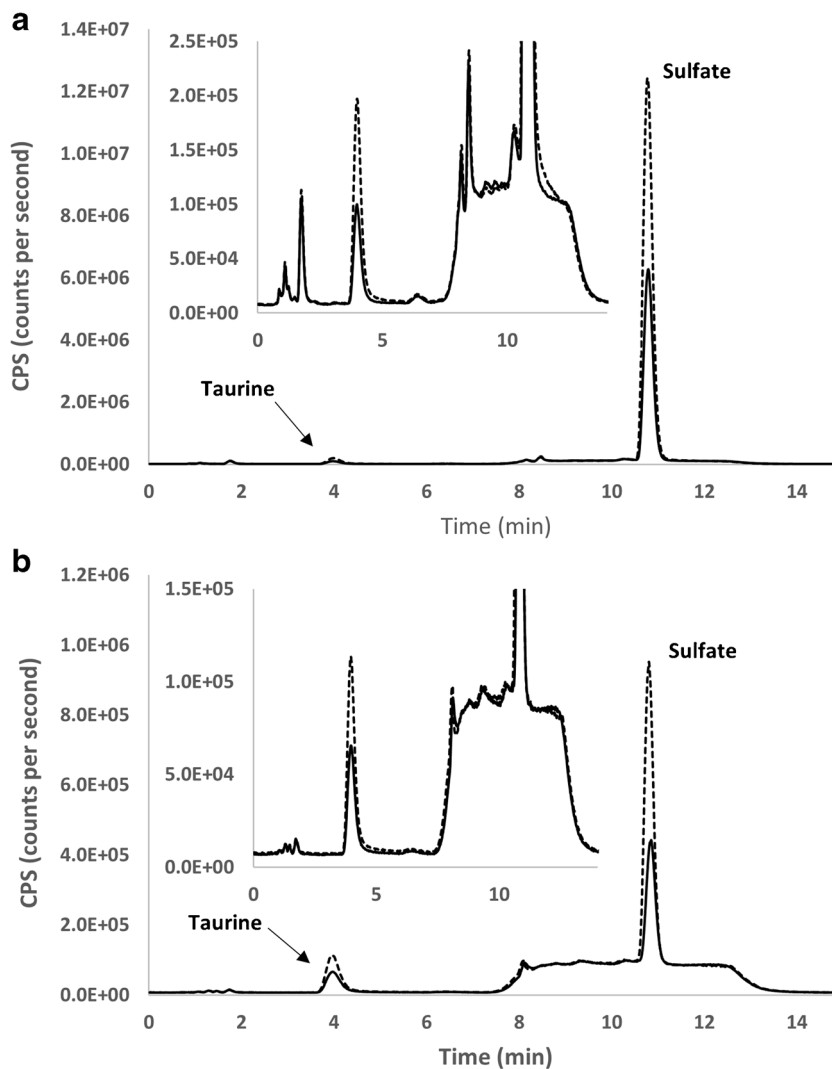 a
1.4E+07
1.2E+07
1.0E+07
8.0E+06
6.0E+06
4.0E+06
2.0E+06
0.0E+00
CPS (counts per second)
2.5E+05
2.0E+05
1.5E+05
1.0E+05
5.0E+04
0.0E+00
0 5 10
Sulfate
Taurine
0 2 4 6 8 10 12 14
Time (min)
b
1.2E+06
1.0E+06
8.0E+05
6.0E+05
4.0E+05
2.0E+05
0.0E+00
CPS (counts per second)
1.5E+05
1.0E+05
5.0E+04
0.0E+00
0 5 10
Sulfate
Taurine
0 2 4 6 8 10 12 14
Time (min)